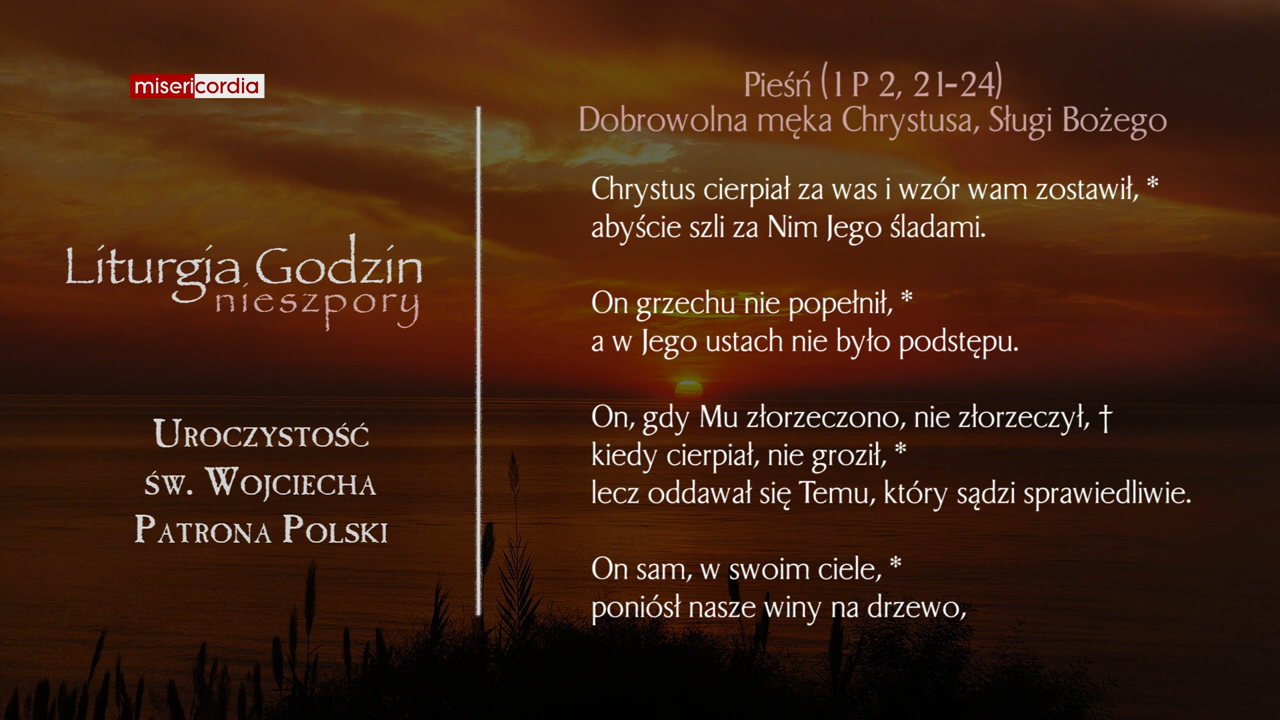 misericordia
Liturgia Godzin
nieszpory
Uroczystość
św. Wojciecha
Patrona Polski
Pieśń (1 P 2, 21-24)
Dobrowolna męka Chrystusa, Sługi Bożego
Chrystus cierpiał za was i wzór wam zostawił, *
abyście szli za Nim Jego śladami.
On grzechu nie popełnił, *
a w Jego ustach nie było podstępu.
On, gdy Mu złorzeczono, nie złorzeczył, †
kiedy cierpiał, nie groził, *
lecz oddawał się Temu, który sądzi sprawiedliwie.
On sam, w swoim ciele, *
poniósł nasze winy na drzewo,